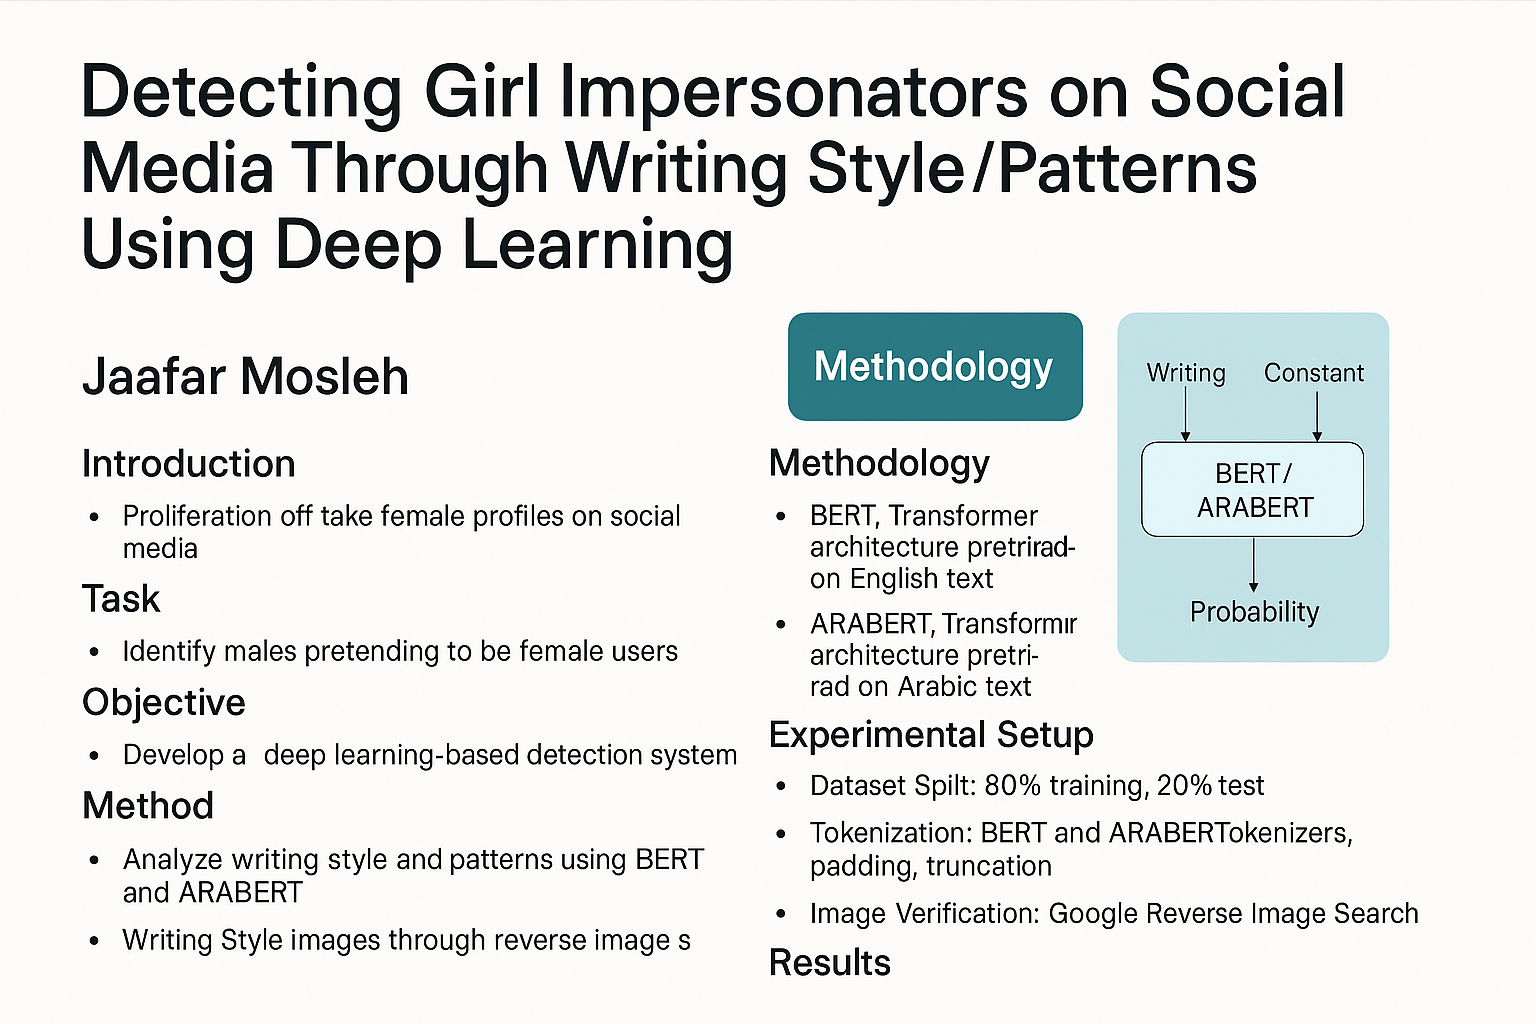 Detecting Girl Impersonators on Social
Media Through Writing Style/Patterns
Using Deep Learning
Jaafar Mosleh
Introduction
• Proliferation off take female profiles on social
media
Task
• Identify males pretending to be female users
Objective
• Develop a deep learning-based detection system
Method
• Analyze writing style and patterns using BERT
and ARABERT
• Writing Style images through reverse image s
Methodology
Methodology
• BERT, Transformer
architecture pretrirad-
on English text
• ARABERT, Transformır
architecture pretri-
rad on Arabic text
Writing Constant
BERT/
ARABERT
Probability
Experimental Setup
• Dataset Spilt: 80% training, 20% test
• Tokenization: BERT and ARABERTokenizers,
padding, truncation
• Image Verification: Google Reverse Image Search
Results